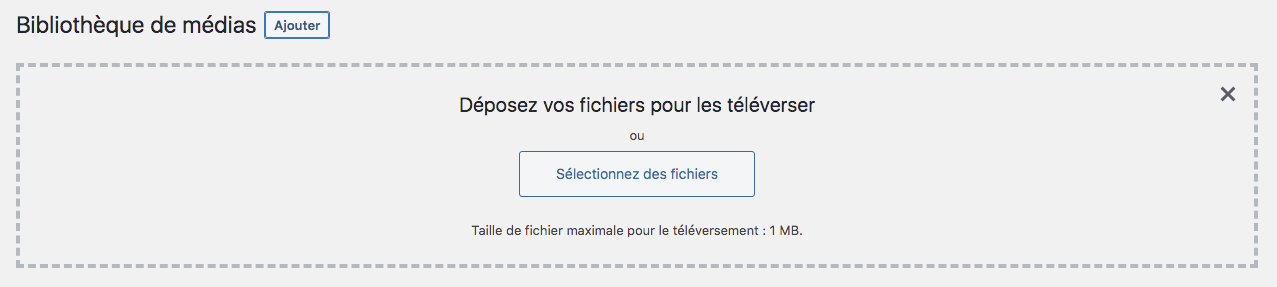 Bibliothèque de médias Ajouter
Déposez vos fichiers pour les téléverser
ou
Sélectionnez des fichiers
Taille de fichier maximale pour le téléversement : 1 MB.